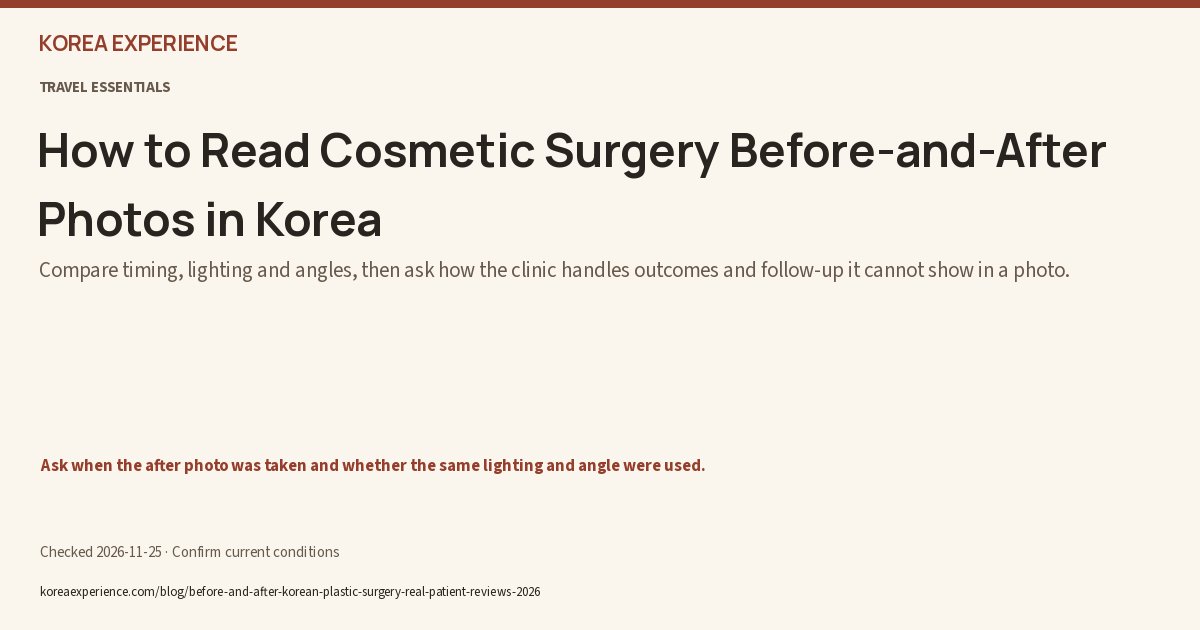 KOREA EXPERIENCE
TRAVEL ESSENTIALS
How to Read Cosmetic Surgery Before-and-After
Photos in Korea
Compare timing, lighting and angles, then ask how the clinic handles outcomes and follow-up it cannot show in a photo.
Ask when the after photo was taken and whether the same lighting and angle were used.
Checked 2026-11-25 · Confirm current conditions
koreaexperience.com/blog/before-and-after-korean-plastic-surgery-real-patient-reviews-2026